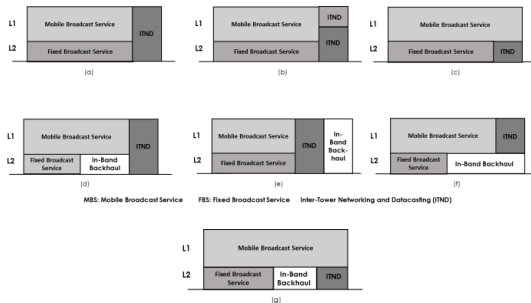 L1
Mobile Broadcast Service
ITND
L2
Fixed Broadcast Service
(a)
L1
Mobile Broadcast Service
ITND
L2
Fixed Broadcast Service
ITND
(b)
L1
Mobile Broadcast Service
L2
Fixed Broadcast Service
ITND
(c)
L1
Mobile Broadcast Service
ITND
L2
Fixed Broadcast
Service
In-Band
Backhaul
(d)
L1
Mobile Broadcast Service
ITND
In-
Band
Back-
haul
L2
Fixed Broadcast Service
(e)
L1
Mobile Broadcast Service
ITND
L2
Fixed Broadcast
Service
In-Band Backhaul
(f)
MBS: Mobile Broadcast Service FBS: Fixed Broadcast Service Inter-Tower Networking and Datacasting (ITND)
L1
Mobile Broadcast Service
L2
Fixed Broadcast
Service
In-Band
Backhaul
ITND
(g)